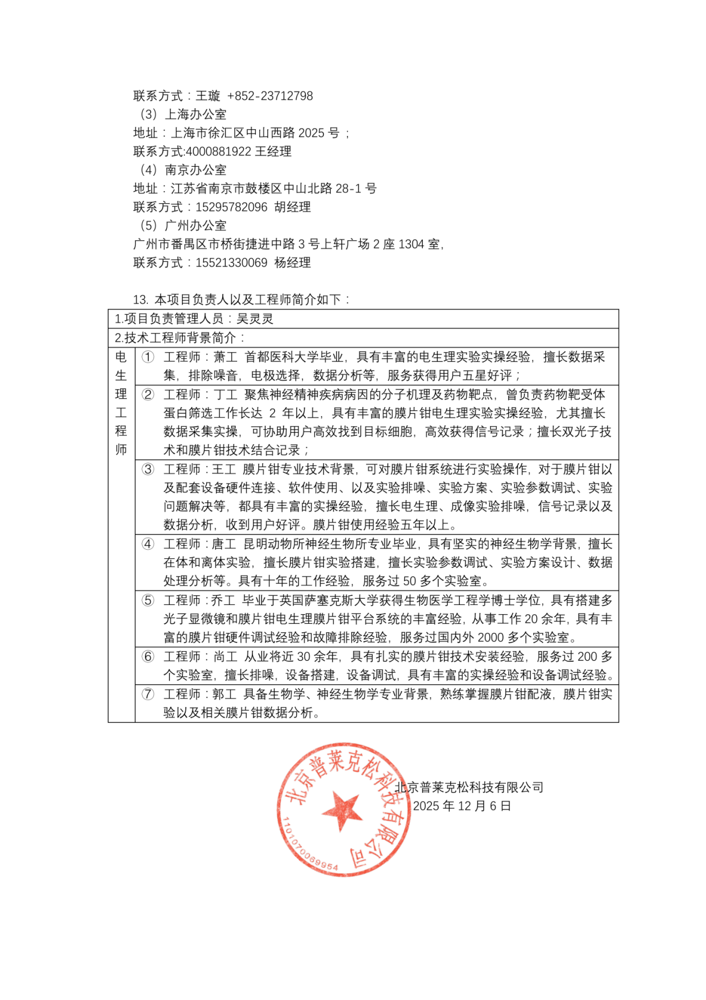 联系方式：王璇 +852-23712798
（3）上海办公室
地址：上海市徐汇区中山西路 2025 号；
联系方式:4000881922 王经理
（4）南京办公室
地址：江苏省南京市鼓楼区中山北路 28-1 号
联系方式：15295782096 胡经理
（5）广州办公室
广州市番禺区市桥街捷进中路 3 号上轩广场 2 座 1304 室，
联系方式：15521330069 杨经理
13. 本项目负责人以及工程师简介如下：
1.项目负责管理人员：吴灵灵
2.技术工程师背景简介：
电
生
理
工
程
师
① 工程师：萧工 首都医科大学毕业，具有丰富的电生理实验实操经验，擅长数据采
集，排除噪音，电极选择，数据分析等，服务获得用户五星好评；
② 工程师：丁工 聚焦神经精神疾病病因的分子机理及药物靶点，曾负责药物靶受体
蛋白筛选工作长达 2 年以上，具有丰富的膜片钳电生理实验实操经验，尤其擅长
数据采集实操，可协助用户高效找到目标细胞，高效获得信号记录；擅长双光子技
术和膜片钳技术结合记录；
③ 工程师：王工 膜片钳专业技术背景，可对膜片钳系统进行实验操作，对于膜片钳以
及配套设备硬件连接、软件使用、以及实验排噪、实验方案、实验参数调试、实验
问题解决等，都具有丰富的实操经验，擅长电生理、成像实验排噪，信号记录以及
数据分析，收到用户好评。膜片钳使用经验五年以上。
④ 工程师：唐工 昆明动物所神经生物所专业毕业，具有坚实的神经生物学背景，擅长
在体和离体实验，擅长膜片钳实验搭建，擅长实验参数调试、实验方案设计、数据
处理分析等。具有十年的工作经验，服务过 50 多个实验室。
⑤ 工程师：乔工 毕业于英国萨塞克斯大学获得生物医学工程学博士学位，具有搭建多
光子显微镜和膜片钳电生理膜片钳平台系统的丰富经验，从事工作 20 余年，具有丰
富的膜片钳硬件调试经验和故障排除经验，服务过国内外 2000 多个实验室。
⑥ 工程师：尚工 从业将近 30 余年，具有扎实的膜片钳技术安装经验，服务过 200 多
个实验室，擅长排噪，设备搭建，设备调试，具有丰富的实操经验和设备调试经验。
⑦ 工程师：郭工 具备生物学、神经生物学专业背景，熟练掌握膜片钳配液，膜片钳实
验以及相关膜片钳数据分析。
北京普莱克松科技有限公司
2025 年 12 月 6 日
北京普莱克松科技有限公司
1101070069954